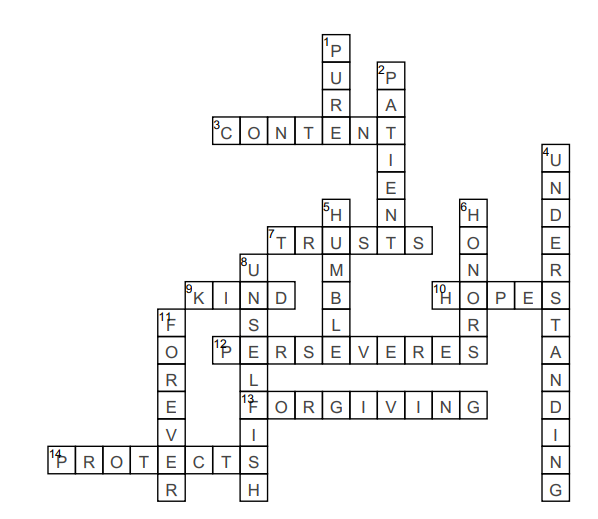 1 PURE
2 PATIENT
3 CONTENT
4 UNDERSTANDING
5 HUMBLE
6 HONORS
7 TRUSTS
8 UNSELFISH
9 KIND
10 HOPES
11 FOREVER
12 PERSEVERES
13 FORGIVING
14 PROTECTS